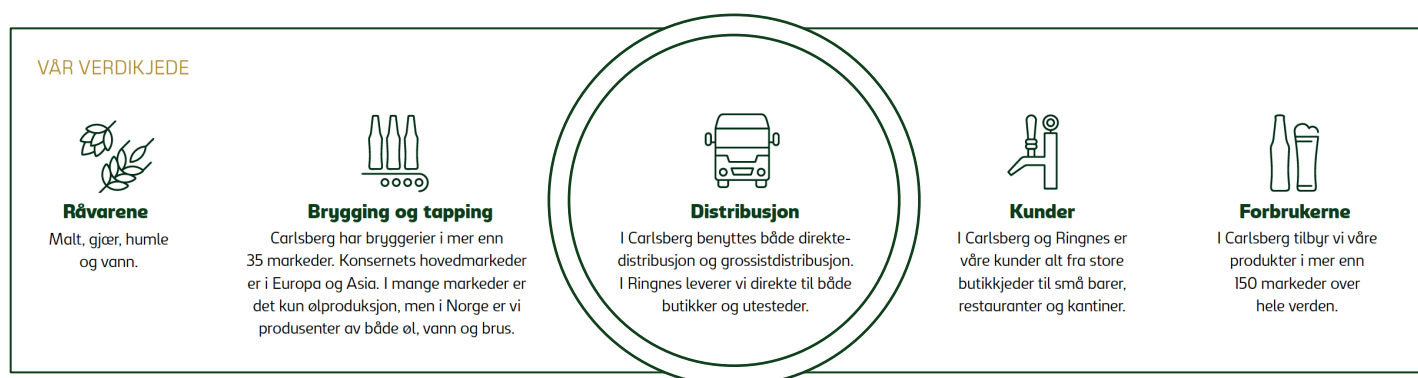 VÅR VERDIKJEDE
Råvarene
Malt, gjær, humle
og vann.
Brygging og tapping
Carlsberg har bryggerier i mer enn
35 markeder. Konsernets hovedmarkeder
er i Europa og Asia. I mange markeder er
det kun ølproduksjon, men i Norge er vi
produsenter av både øl, vann og brus.
Distribusjon
I Carlsberg benyttes både direkte-
distribusjon og grossistdistribusjon.
I Ringnes leverer vi direkte til både
butikker og utesteder.
Kunder
I Carlsberg og Ringnes er
våre kunder alt fra store
butikkjeder til små barer,
restauranter og kantiner.
Forbrukerne
I Carlsberg tilbyr vi våre
produkter i mer enn
150 markeder over
hele verden.